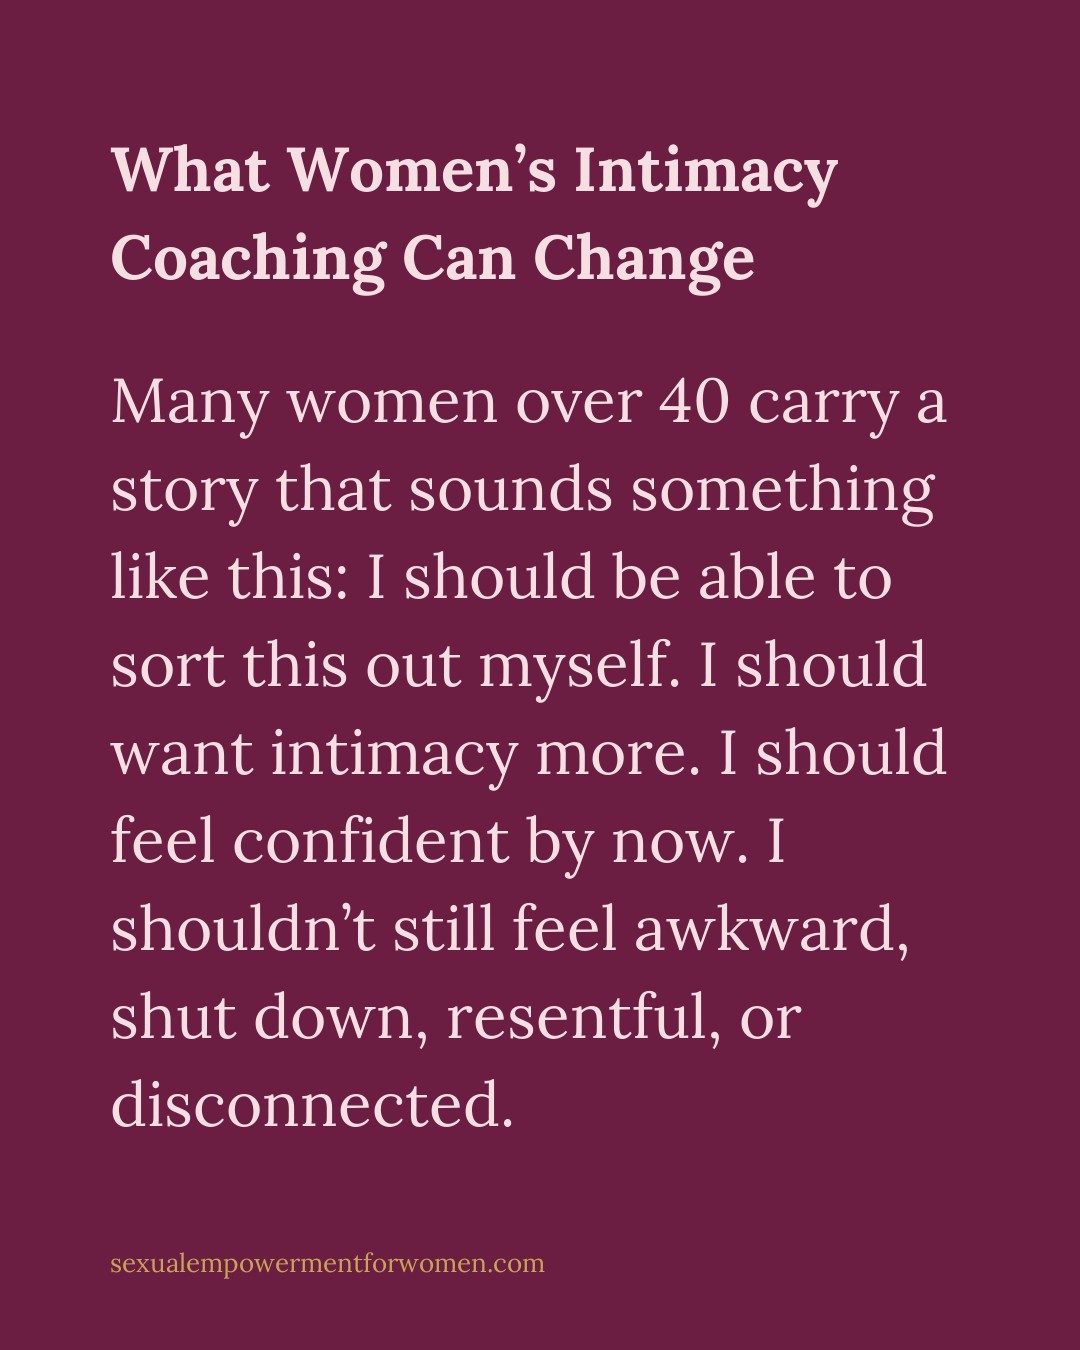 What Women’s Intimacy
Coaching Can Change
Many women over 40 carry a
story that sounds something
like this: I should be able to
sort this out myself. I should
want intimacy more. I should
feel confident by now. I
shouldn’t still feel awkward,
shut down, resentful, or
disconnected.
sexualempowermentforwomen.com